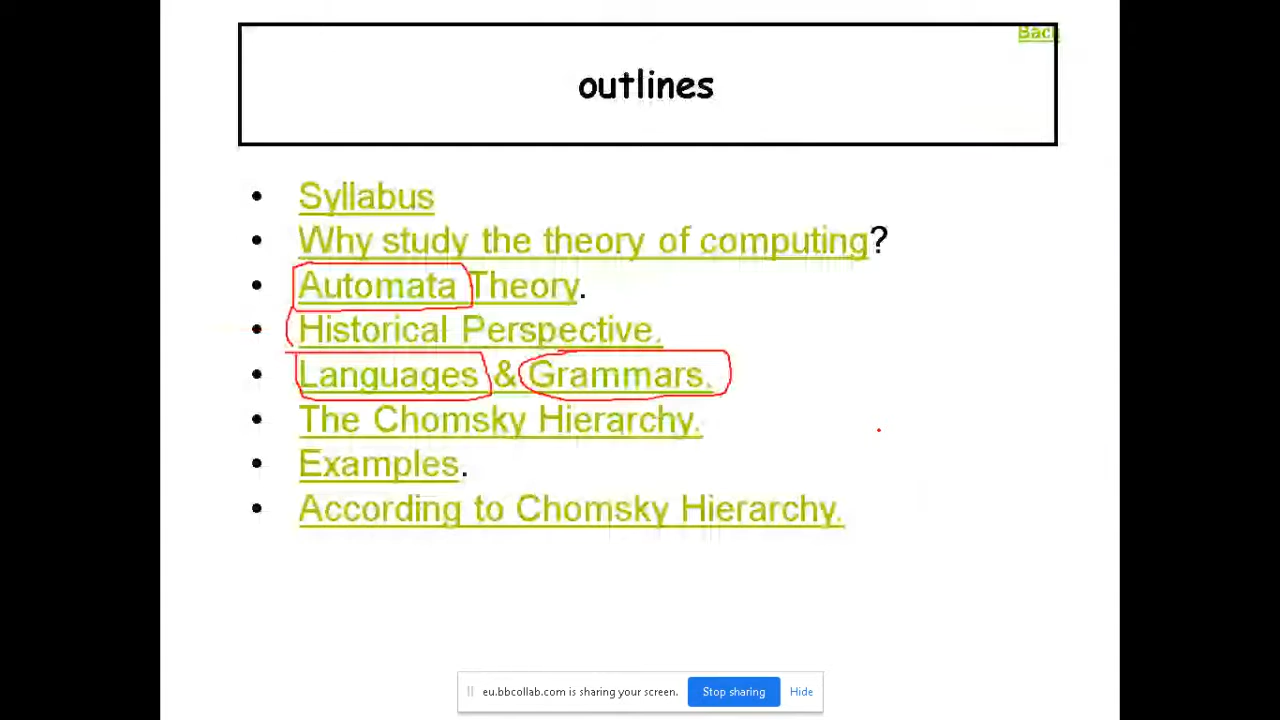 Back
outlines
• Syllabus
• Why study the theory of computing?
• Automata Theory.
• Historical Perspective.
• Languages & Grammars.
• The Chomsky Hierarchy.
• Examples.
• According to Chomsky Hierarchy.
eu.bbcollab.com is sharing your screen. Stop sharing Hide